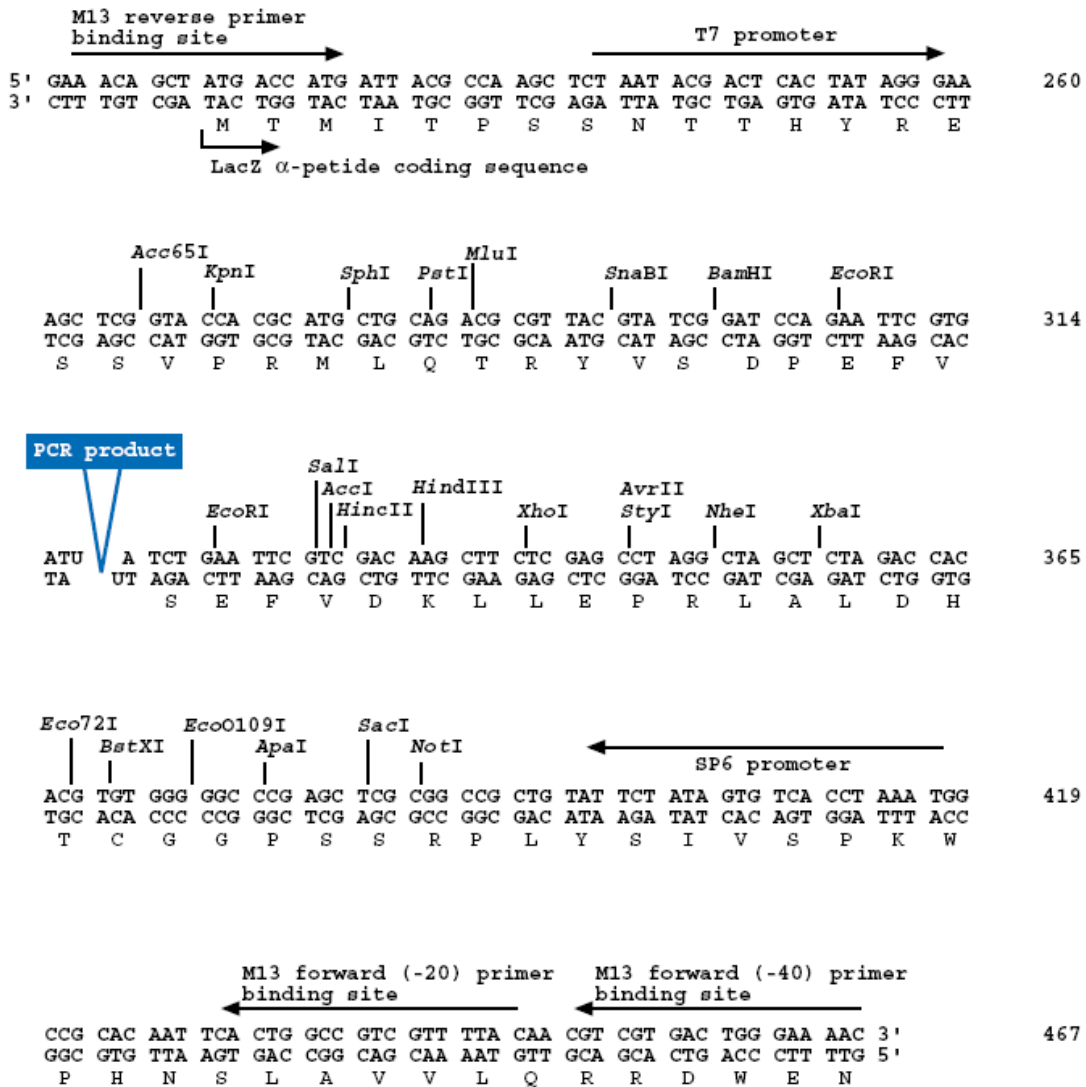 M13 reverse primer
binding site
T7 promoter
5' GAA ACA GCT ATG ACC ATG ATT ACG CCA AGC TCT AAT ACG ACT CAC TAT AGG GAA 260
3' CTT TGT CGA TAC TGG TAC TAA TGC GGT TCG AGA TTA TGC TGA GTG ATA TCC CTT
M T M I T P S S N T T H Y R E
LacZ α-petide coding sequence
Acc65I MluI
KpnI SphI PstI SnaBI BamHI EcoRI
AGC TCG GTA CCA CGC ATG CTG CAG ACG CGT TAC GTA TCG GAT CCA GAA TTC GTG 314
TCG AGC CAT GGT GCG TAC GAC GTC TGC GCA ATG CAT AGC CTA GGT CTT AAG CAC
S S V P R M L Q T R Y V S D P E F V
PCR product
SalI
AccI HindIII AvrII
EcoRI HincII XhoI StyI NheI XbaI
ATU A TCT GAA TTC GTC GAC AAG CTT CTC GAG CCT AGG CTA GCT CTA GAC CAC 365
TA UT AGA CTT AAG CAG CTG TTC GAA GAG CTC GGA TCC GAT CGA GAT CTG GTG
S E F V D K L L E P R L A L D H
Eco72I EcoO109I SacI
BstXI ApaI NotI
SP6 promoter
ACG TGT GGG GGC CCG AGC TCG CGG CCG CTG TAT TCT ATA GTG TCA CCT AAA TGG 419
TGC ACA CCC CCG GGC TCG AGC GCC GGC GAC ATA AGA TAT CAC AGT GGA TTT ACC
T C G G P S S R P L Y S I V S P K W
M13 forward (-20) primer M13 forward (-40) primer
binding site binding site
CCG CAC AAT TCA CTG GCC GTC GTT TTA CAA CGT CGT GAC TGG GAA AAC 3' 467
GGC GTG TTA AGT GAC CGG CAG CAA AAT GTT GCA GCA CTG ACC CTT TTG 5'
P H N S L A V V L Q R R D W E N